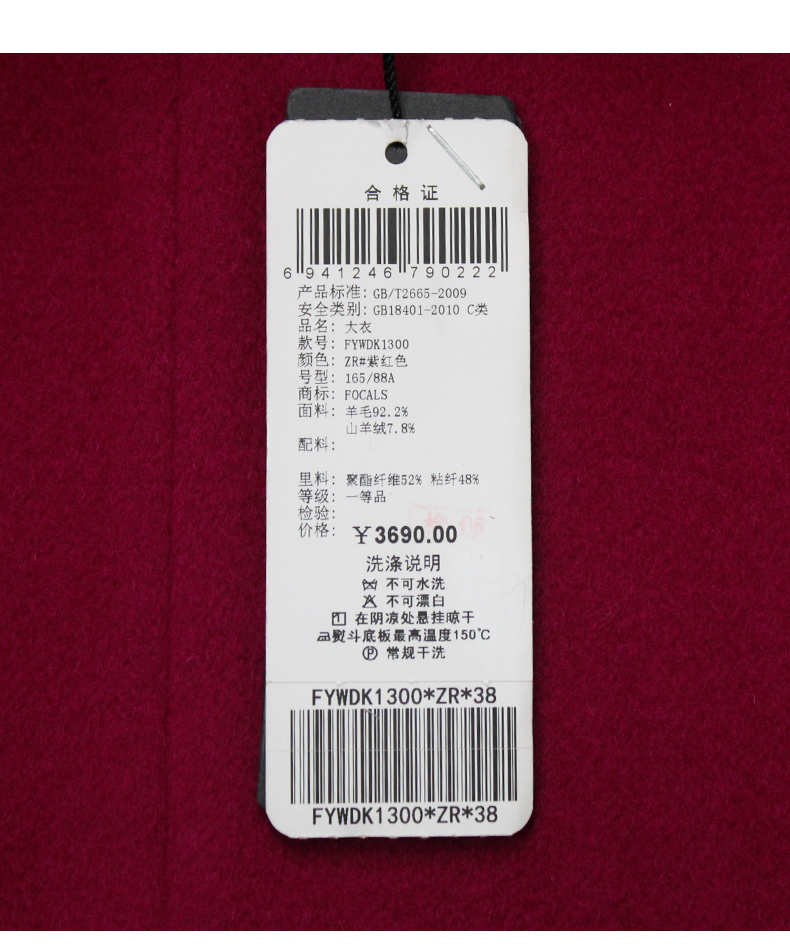 合格证
6 941246 790222
产品标准: GB/T2665-2009
安全类别: GB18401-2010 C类
品名: 大衣
款号: FYWDK1300
颜色: ZR#紫红色
号型: 165/88A
商标: FOCALS
面料: 羊毛92.2%
山羊绒7.8%
配料:
里料: 聚酯纤维52% 粘纤48%
等级: 一等品
检验:
价格: ¥3690.00
洗涤说明
不可水洗
不可漂白
在阴凉处悬挂晾干
熨斗底板最高温度150℃
Ⓟ 常规干洗
FYWDK1300*ZR*38
FYWDK1300*ZR*38